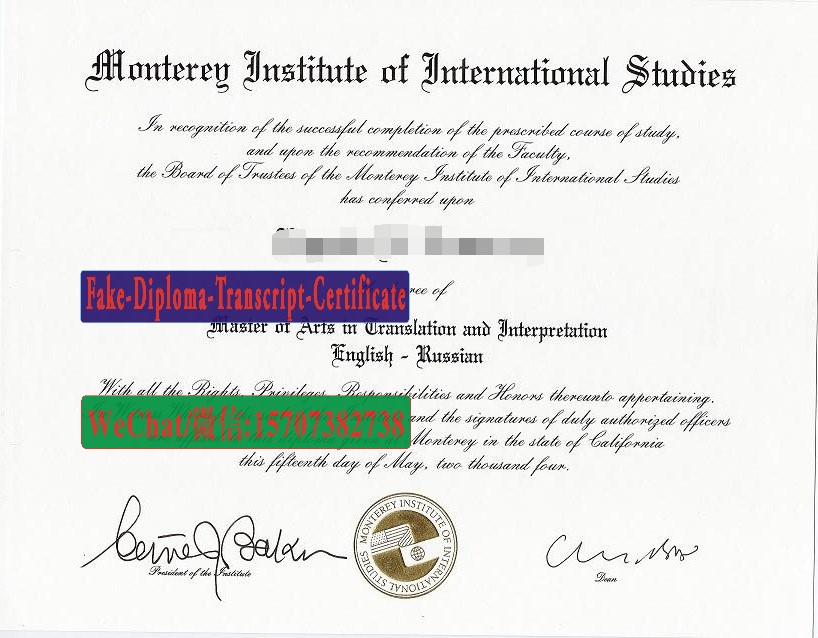 Monterey Institute of International Studies
In recognition of the successful completion of the prescribed course of study,
and upon the recommendation of the Faculty,
the Board of Trustees of the Monterey Institute of International Studies
has conferred upon
Fake-Diploma-Transcript-Certificate
of
Master of Arts in Translation and Interpretation
English - Russian
With all the Rights, Privileges, Responsibilities and Honors thereunto appertaining.
WeChat/微信:15707382738
and the signatures of duly authorized officers
Monterey in the state of California
this fifteenth day of May, two thousand four.
President of the Institute
MONTEREY INSTITUTE OF INTERNATIONAL STUDIES
Dean